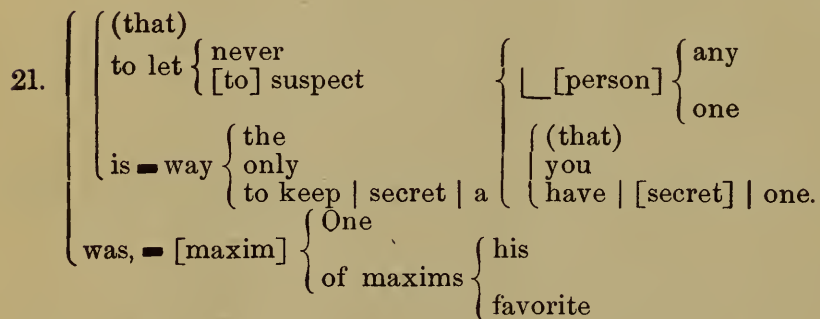 (that)
to let never
[to] suspect
[person] any
one
21.
is = way the
only
to keep | secret | a
(that)
you
have | [secret] | one.
was, = [maxim] One
of maxims his
favorite